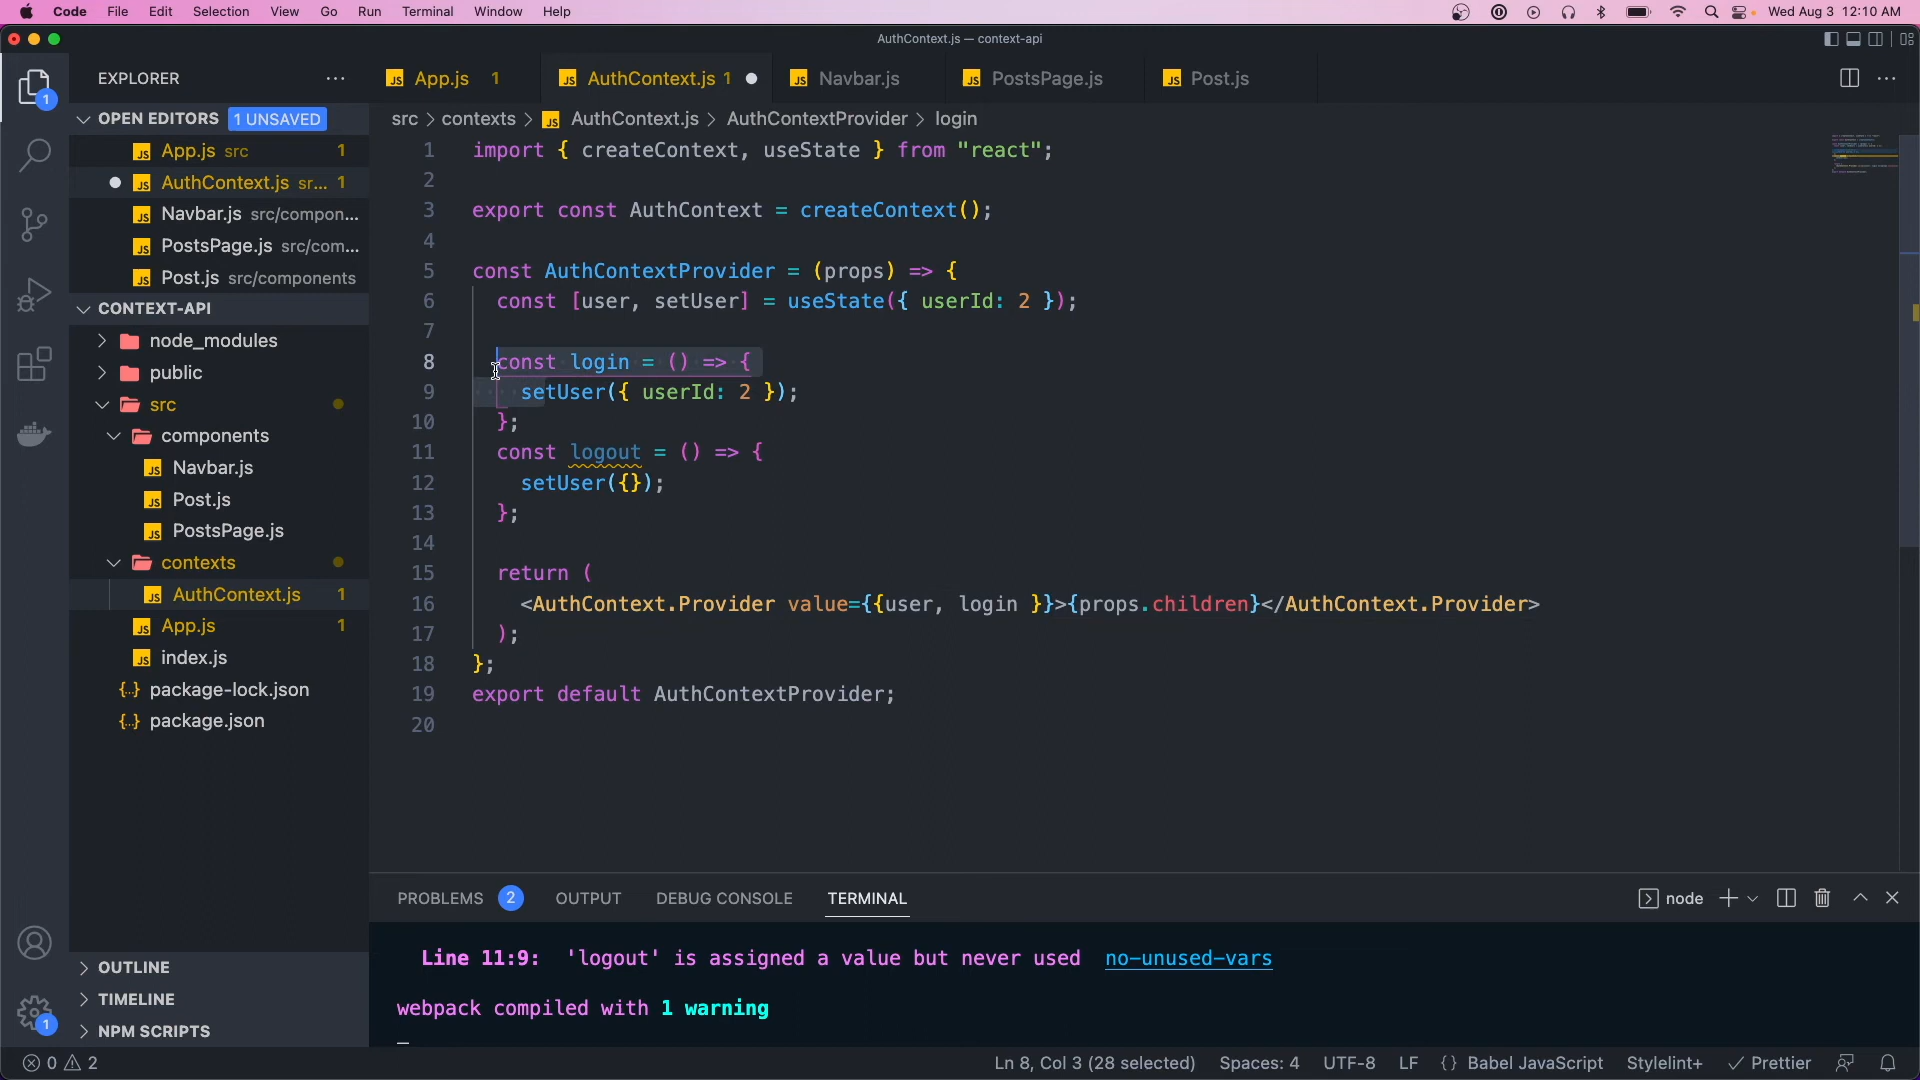 Code File Edit Selection View Go Run Terminal Window Help Wed Aug 3 12:10 AM
AuthContext.js — context-api
EXPLORER ···
App.js 1 AuthContext.js 1 Navbar.js PostsPage.js Post.js
1
OPEN EDITORS 1 UNSAVED
App.js src 1
AuthContext.js sr... 1
Navbar.js src/compon...
PostsPage.js src/com...
Post.js src/components
CONTEXT-API
node_modules
public
src
components
Navbar.js
Post.js
PostsPage.js
contexts
AuthContext.js 1
App.js 1
index.js
package-lock.json
package.json
OUTLINE
TIMELINE
NPM SCRIPTS
1
src > contexts > JS AuthContext.js > AuthContextProvider > login
1 import { createContext, useState } from "react";
2
3 export const AuthContext = createContext();
4
5 const AuthContextProvider = (props) => {
6 const [user, setUser] = useState({ userId: 2 });
7
8 const login = () => {
9 setUser({ userId: 2 });
10 };
11 const logout = () => {
12 setUser({});
13 };
14
15 return (
16 <AuthContext.Provider value={{user, login }}>{props.children}</AuthContext.Provider>
17 );
18 };
19 export default AuthContextProvider;
20
PROBLEMS 2 OUTPUT DEBUG CONSOLE TERMINAL node
Line 11:9: 'logout' is assigned a value but never used no-unused-vars
webpack compiled with 1 warning
0 2 Ln 8, Col 3 (28 selected) Spaces: 4 UTF-8 LF {} Babel JavaScript Stylelint+ Prettier